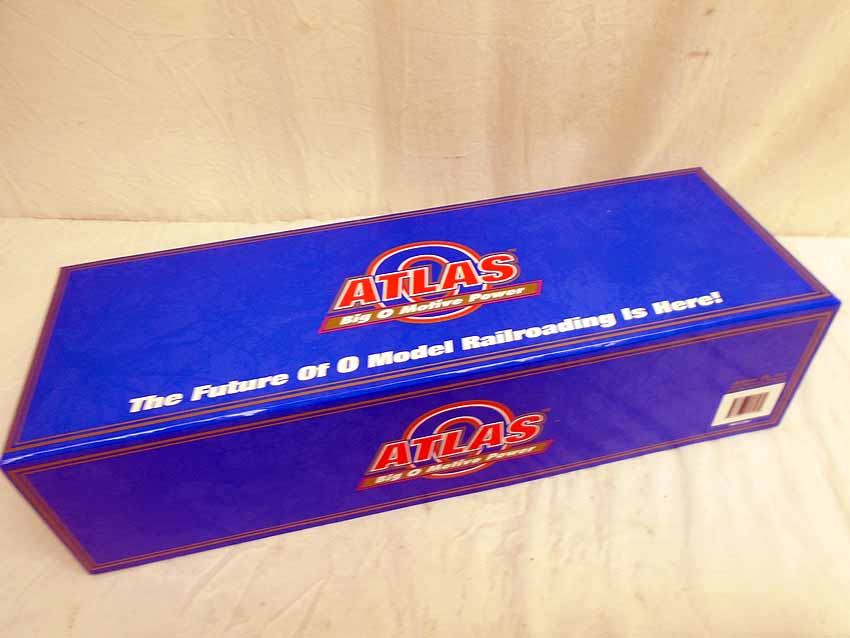 ATLAS
Big O Motive Power
The Future Of O Model Railroading Is Here!
ATLAS
Big O Motive Power